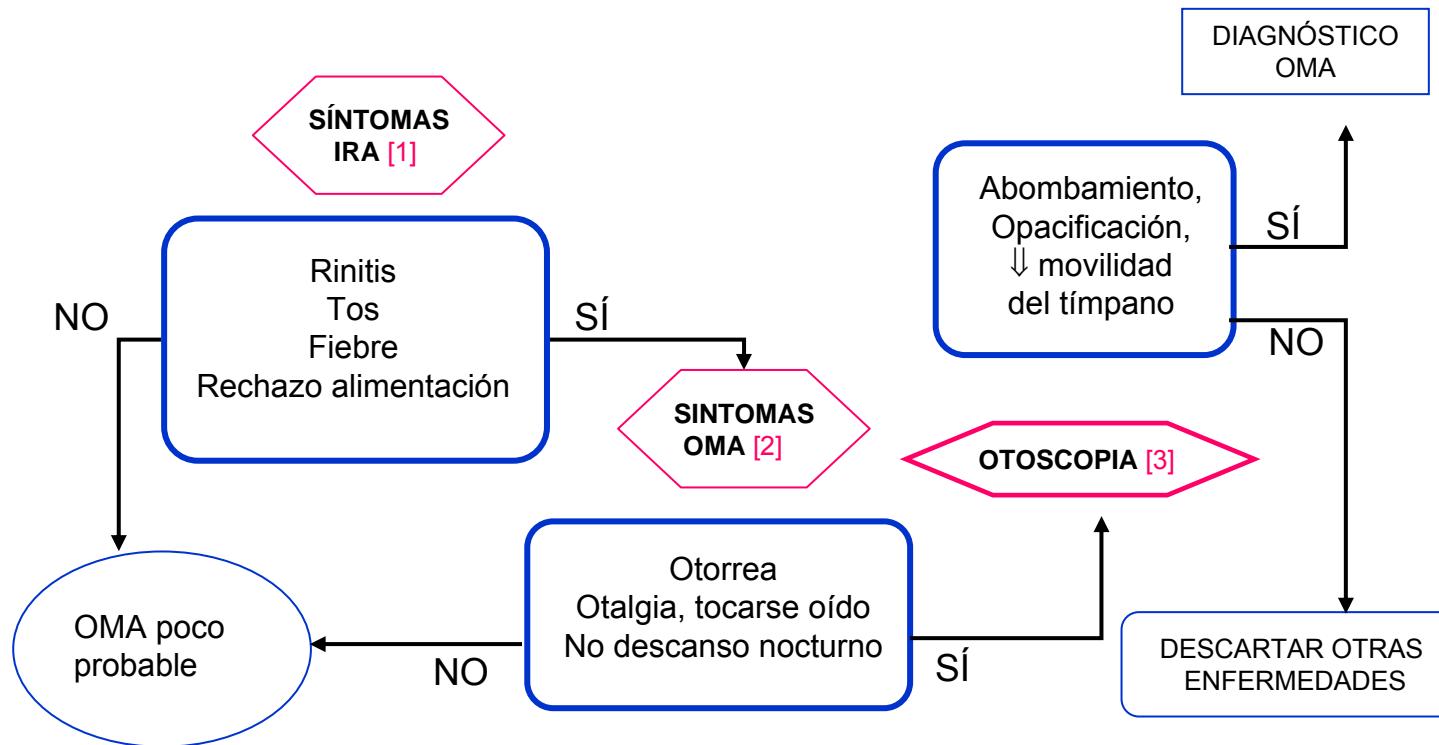 SÍNTOMAS
IRA [1]
Rinitis
Tos
Fiebre
Rechazo alimentación
NO
SÍ
SINTOMAS
OMA [2]
Otorrea
Otalgia, tocarse oído
No descanso nocturno
NO
SÍ
OMA poco
probable
OTOSCOPIA [3]
Abombamiento,
Opacificación,
⇓ movilidad
del tímpano
SÍ
NO
DIAGNÓSTICO
OMA
DESCARTAR OTRAS
ENFERMEDADES